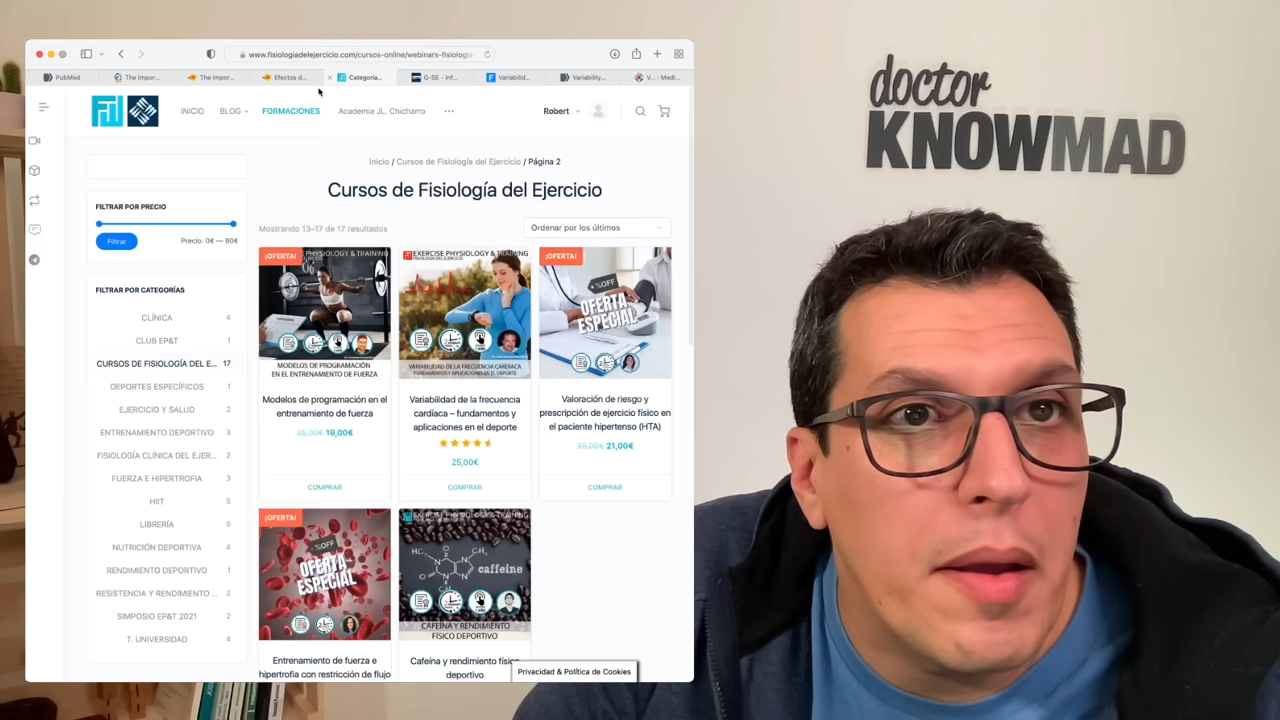 www.fisiologiadelejercicio.com/cursos-online/webinars-fisiologie
PubMed
The Impor...
The Impor...
Efectos d...
Categoría...
G-SE - Inf...
Variabilid...
Variability...
V... : Medi...
INICIO
BLOG
FORMACIONES
Academia JL. Chicharro
Robert
doctor
KNOWMAD
Inicio / Cursos de Fisiología del Ejercicio / Página 2
Cursos de Fisiología del Ejercicio
Mostrando 13–17 de 17 resultados
Ordenar por los últimos
FILTRAR POR PRECIO
Filtrar
Precio: 0€ — 90€
FILTRAR POR CATEGORÍAS
CLÍNICA 4
CLUB EP&T 1
CURSOS DE FISIOLOGÍA DEL E... 17
DEPORTES ESPECÍFICOS 1
EJERCICIO Y SALUD 2
ENTRENAMIENTO DEPORTIVO 3
FISIOLOGÍA CLÍNICA DEL EJER... 2
FUERZA E HIPERTROFIA 3
HIIT 5
LIBRERÍA 5
NUTRICIÓN DEPORTIVA 4
RENDIMIENTO DEPORTIVO 1
RESISTENCIA Y RENDIMIENTO ... 2
SIMPOSIO EP&T 2021 1
T. UNIVERSIDAD 4
¡OFERTA!
EXERCISE PHYSIOLOGY & TRAINING
MODELOS DE PROGRAMACIÓN
EN EL ENTRENAMIENTO DE FUERZA
Modelos de programación en el
entrenamiento de fuerza
35,00€ 19,00€
COMPRAR
EXERCISE PHYSIOLOGY & TRAINING
FISIOLOGÍA DEL EJERCICIO
VARIABILIDAD DE LA FRECUENCIA CARDIACA
FUNDAMENTOS Y APLICACIONES EN EL DEPORTE
Variabilidad de la frecuencia
cardíaca – fundamentos y
aplicaciones en el deporte
25,00€
COMPRAR
¡OFERTA!
%OFF
OFERTA
ESPECIAL
Valoración de riesgo y
prescripción de ejercicio físico en
el paciente hipertenso (HTA)
35,00€ 21,00€
COMPRAR
¡OFERTA!
%OFF
OFERTA
ESPECIAL
Entrenamiento de fuerza e
hipertrofia con restricción de flujo
EXERCISE PHYSIOLOGY & TRAINING
caffeine
CAFEÍNA Y RENDIMIENTO
FÍSICO DEPORTIVO
Cafeína y rendimiento físico
deportivo
Privacidad & Política de Cookies